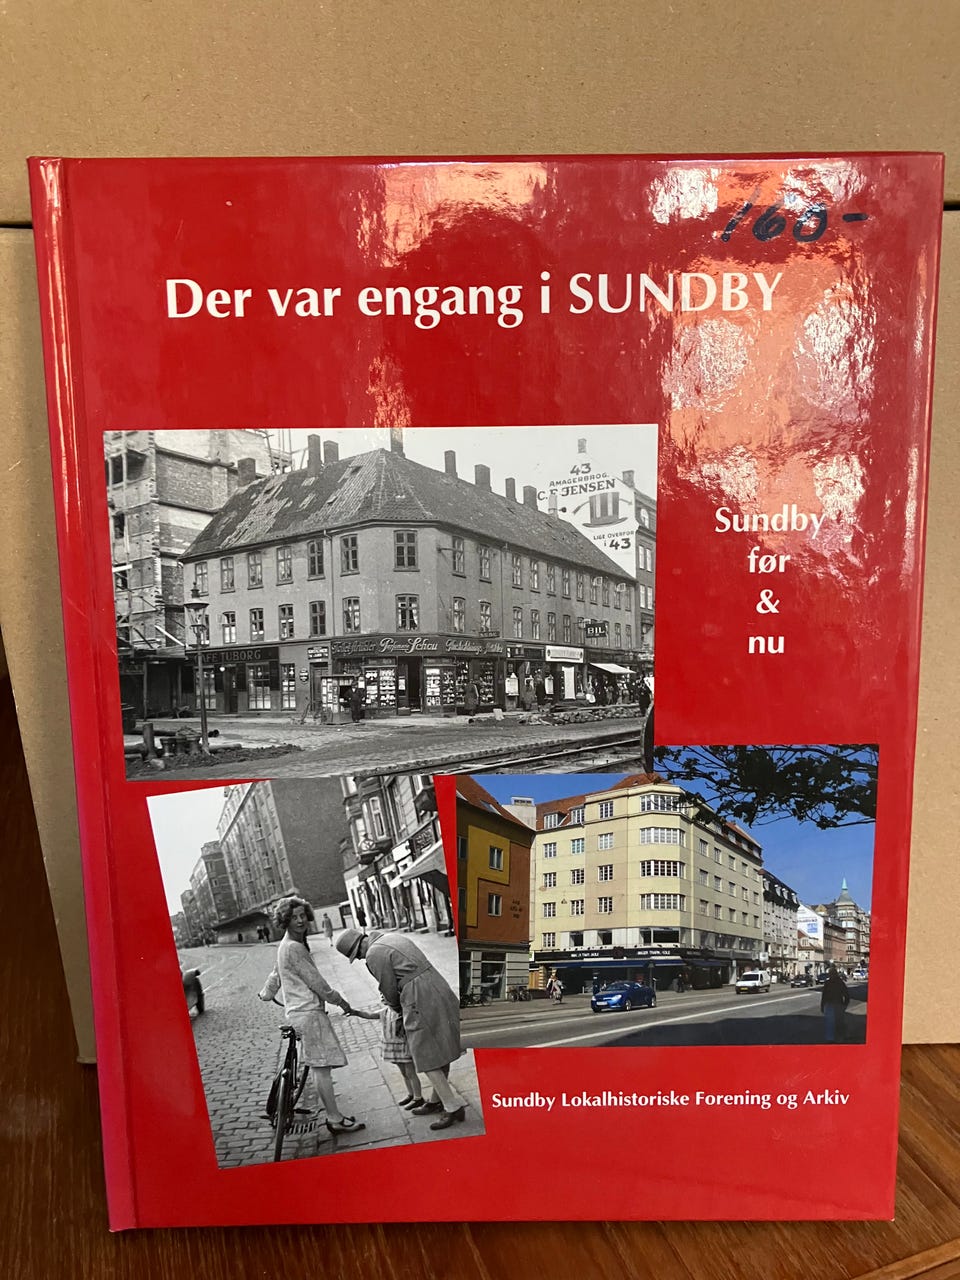 160-
Der var engang i SUNDBY
43
AMAGERBROG.
C.F. JENSEN
LIGE OVERFOR
i 43
BIL
TUBORG
Schou
Sundby
før
&
nu
Sundby Lokalhistoriske Forening og Arkiv